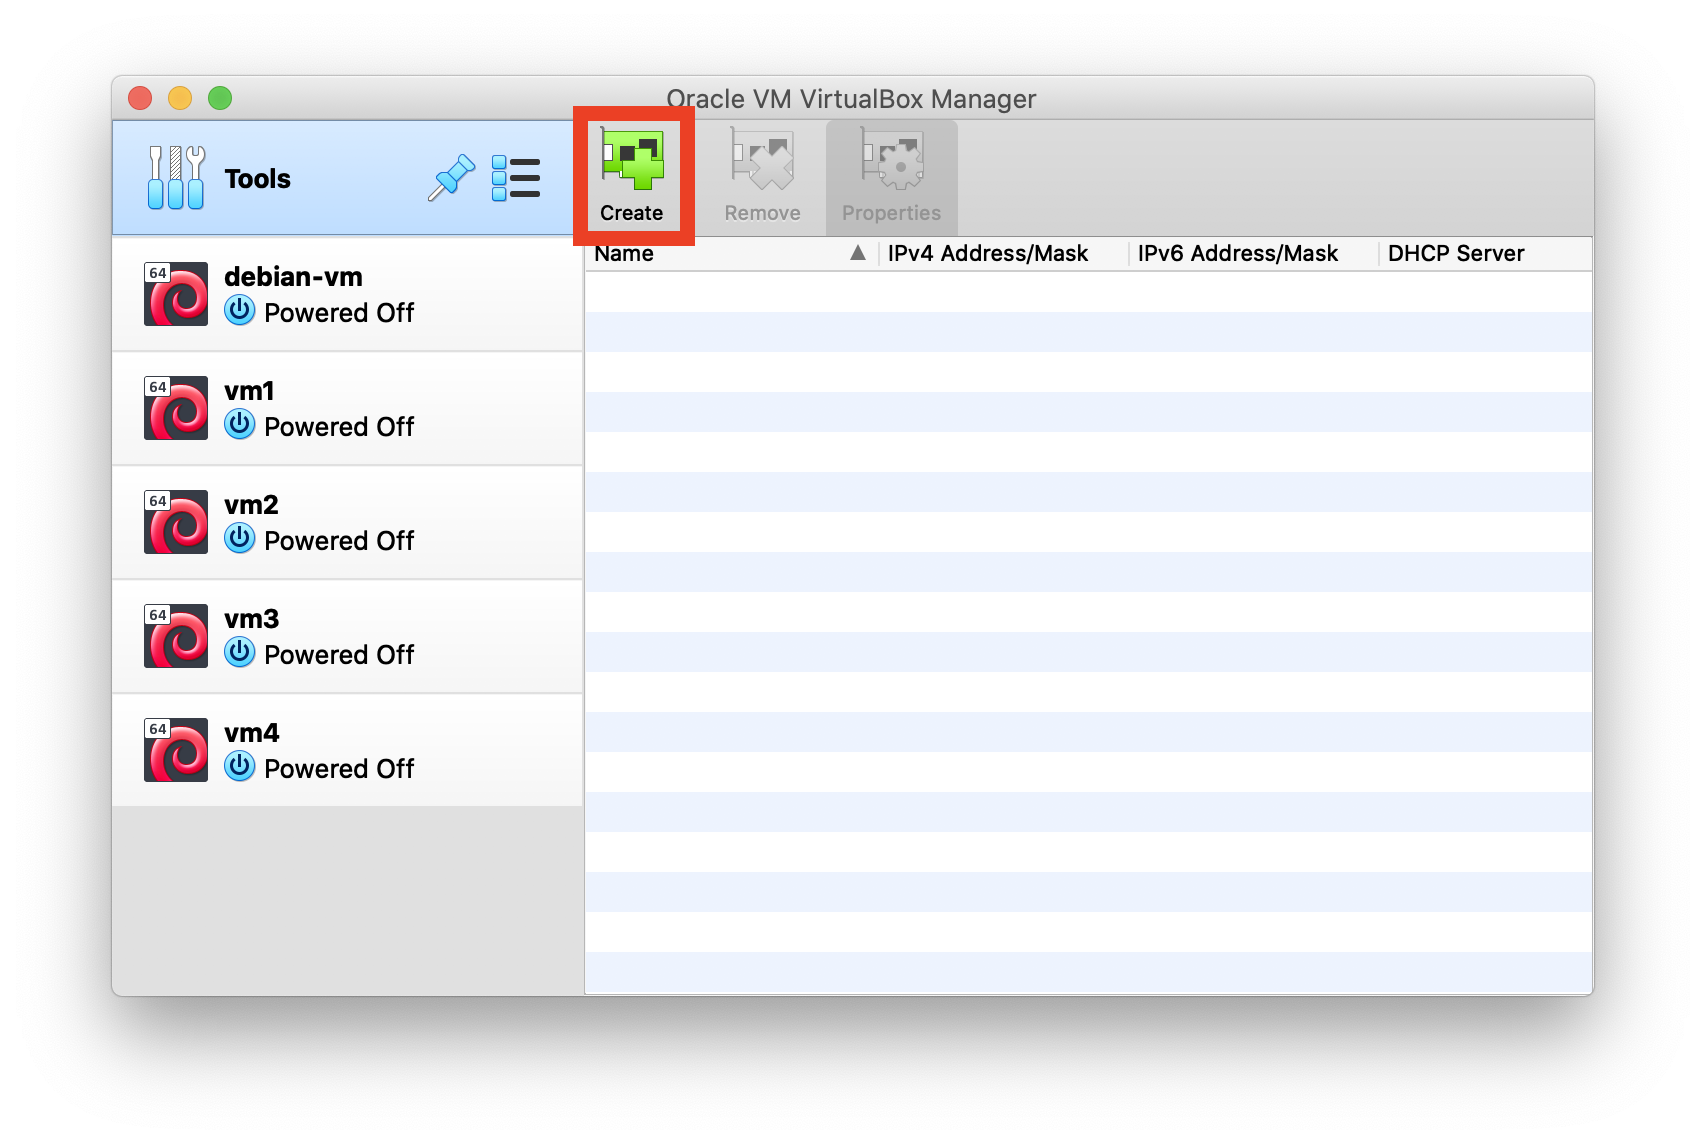 Oracle VM VirtualBox Manager
Tools
Create
Remove
Properties
Name
IPv4 Address/Mask
IPv6 Address/Mask
DHCP Server
64
debian-vm
Powered Off
64
vm1
Powered Off
64
vm2
Powered Off
64
vm3
Powered Off
64
vm4
Powered Off